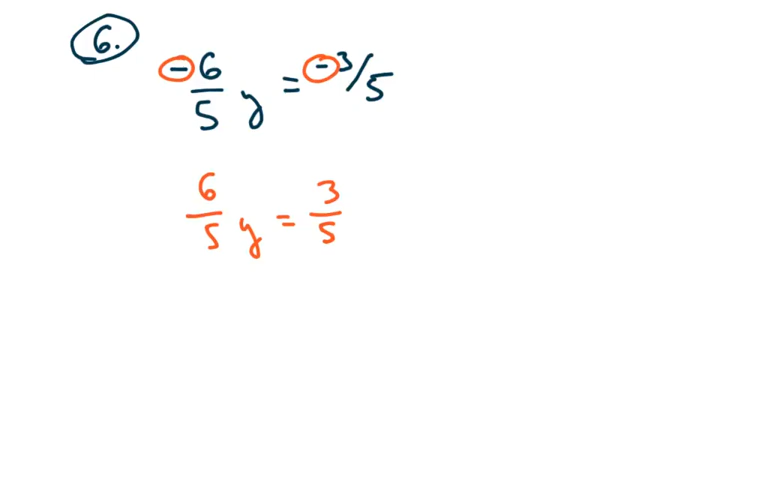 6.
-6/5 y = -3/5
6/5 y = 3/5